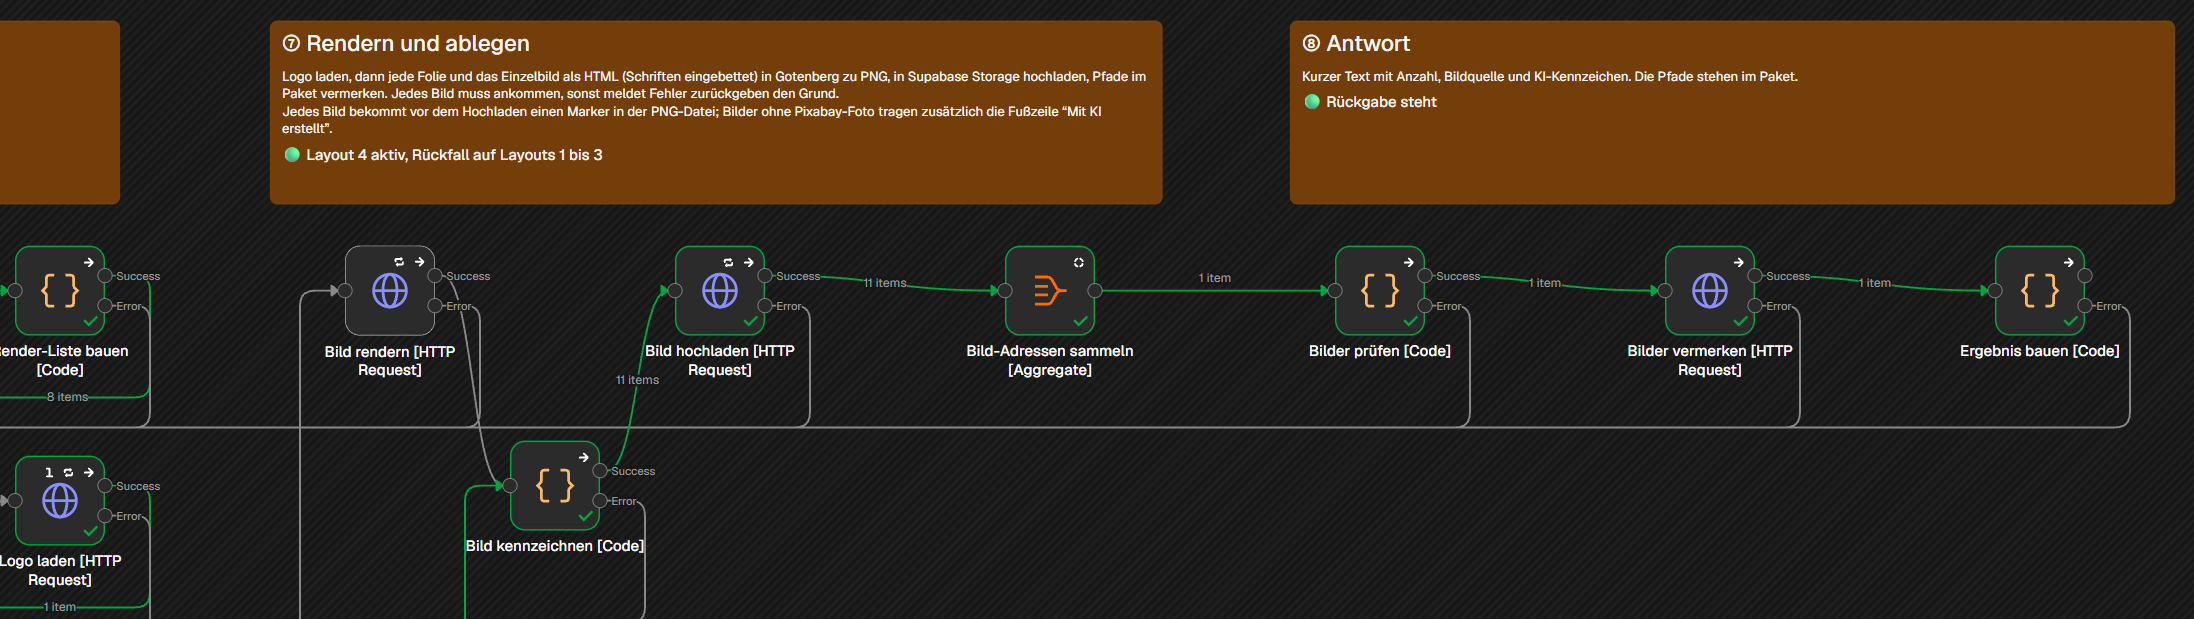 ⑦ Rendern und ablegen
Logo laden, dann jede Folie und das Einzelbild als HTML (Schriften eingebettet) in Gotenberg zu PNG, in Supabase Storage hochladen, Pfade im
Paket vermerken. Jedes Bild muss ankommen, sonst meldet Fehler zurückgeben den Grund.
Jedes Bild bekommt vor dem Hochladen einen Marker in der PNG-Datei; Bilder ohne Pixabay-Foto tragen zusätzlich die Fußzeile “Mit KI
erstellt”.
Layout 4 aktiv, Rückfall auf Layouts 1 bis 3
⑧ Antwort
Kurzer Text mit Anzahl, Bildquelle und KI-Kennzeichen. Die Pfade stehen im Paket.
Rückgabe steht
Success
Error
Render-Liste bauen
[Code]
8 items
Success
Error
Bild rendern [HTTP
Request]
Success
Error
Bild hochladen [HTTP
Request]
11 items
11 items
Bild-Adressen sammeln
[Aggregate]
1 item
Success
Error
Bilder prüfen [Code]
1 item
Success
Error
Bilder vermerken [HTTP
Request]
1 item
Error
Ergebnis bauen [Code]
1
Success
Error
Logo laden [HTTP
Request]
1 item
Success
Error
Bild kennzeichnen [Code]